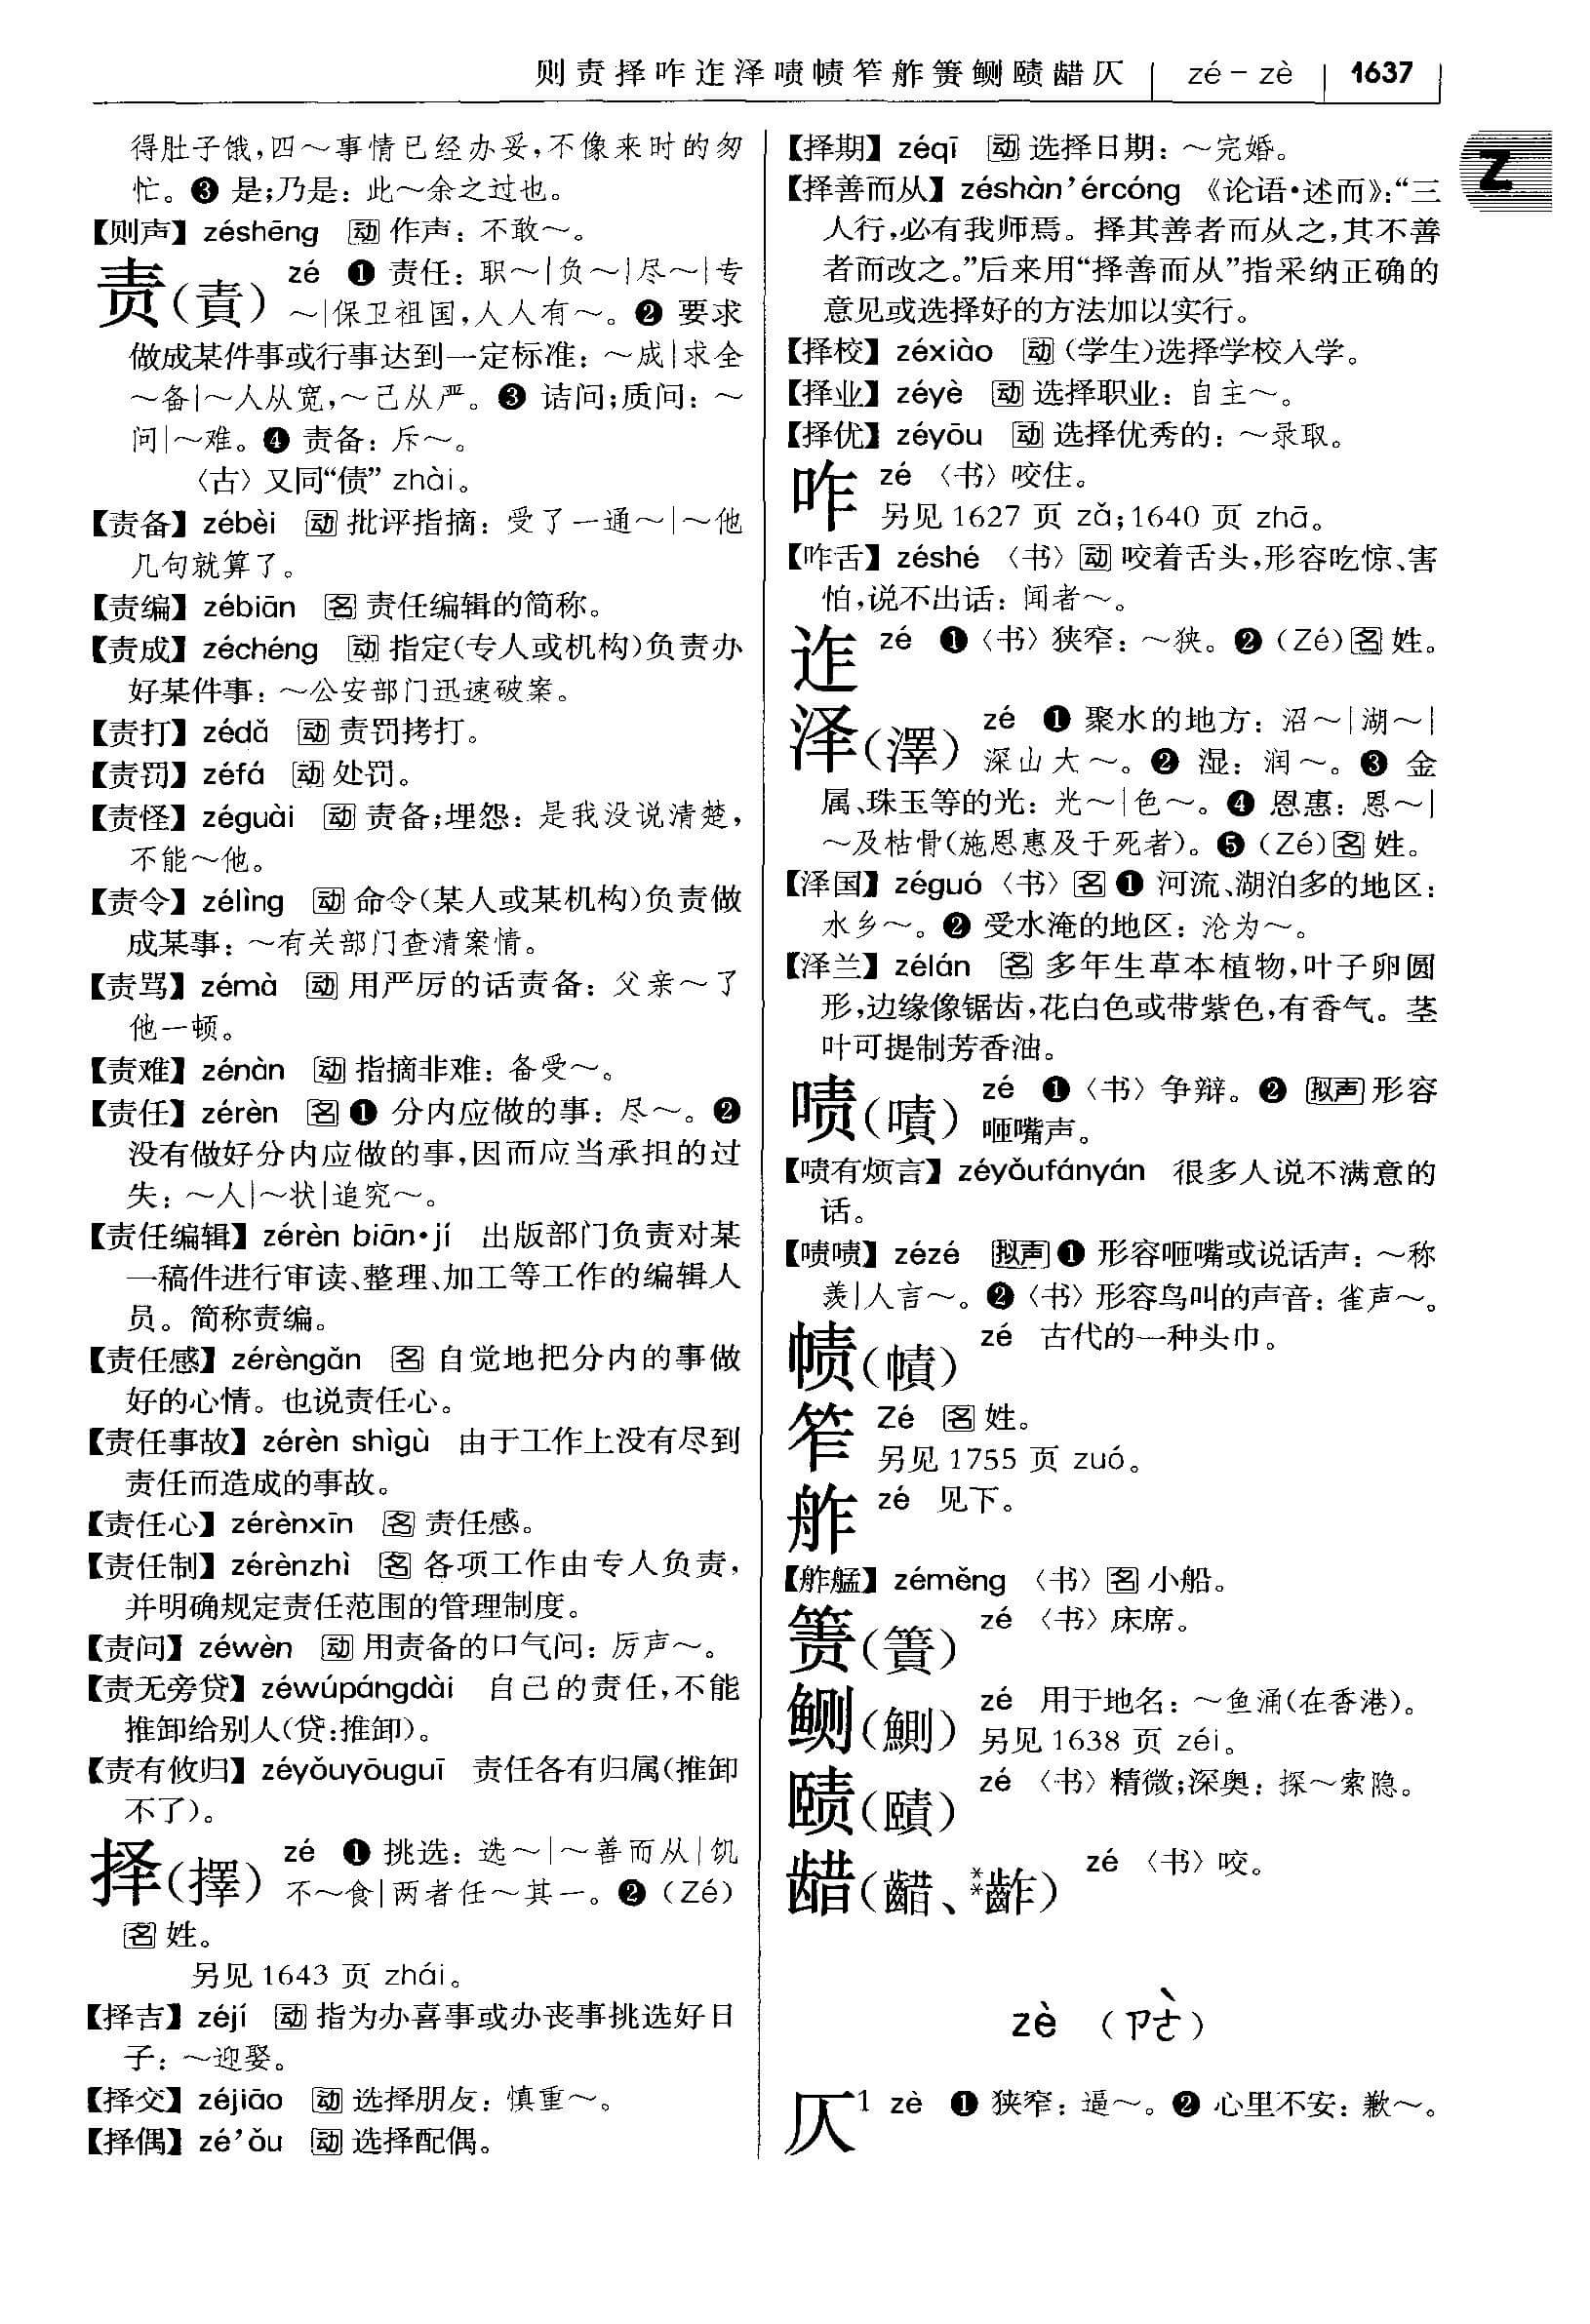 则责择咋迮泽啧帻笮舴箦鲗赜齰仄 | zé－zè | 1637
Z
得肚子饿，四～事情已经办妥，不像来时的匆
忙。❸ 是；乃是：此～余之过也。
【则声】zéshēng 动 作声：不敢～。
责（責） zé ❶ 责任：职～|负～|尽～|专
～|保卫祖国，人人有～。❷ 要求
做成某件事或行事达到一定标准：～成|求全
～备|～人从宽，～己从严。❸ 诘问；质问：～
问|～难。❹ 责备：斥～。
〈古〉又同“债”zhài。
【责备】zébèi 动 批评指摘：受了一通～|～他
几句就算了。
【责编】zébiān 名 责任编辑的简称。
【责成】zéchéng 动 指定（专人或机构）负责办
好某件事：～公安部门迅速破案。
【责打】zédǎ 动 责罚拷打。
【责罚】zéfá 动 处罚。
【责怪】zéguài 动 责备；埋怨：是我没说清楚，
不能～他。
【责令】zélìng 动 命令（某人或某机构）负责做
成某事：～有关部门查清案情。
【责骂】zémà 动 用严厉的话责备：父亲～了
他一顿。
【责难】zénàn 动 指摘非难：备受～。
【责任】zérèn 名 ❶ 分内应做的事：尽～。❷
没有做好分内应做的事，因而应当承担的过
失：～人|～状|追究～。
【责任编辑】zérèn biān·jí 出版部门负责对某
一稿件进行审读、整理、加工等工作的编辑人
员。简称责编。
【责任感】zérèngǎn 名 自觉地把分内的事做
好的心情。也说责任心。
【责任事故】zérèn shìgù 由于工作上没有尽到
责任而造成的事故。
【责任心】zérènxīn 名 责任感。
【责任制】zérènzhì 名 各项工作由专人负责，
并明确规定责任范围的管理制度。
【责问】zéwèn 动 用责备的口气问：厉声～。
【责无旁贷】zéwúpángdài 自己的责任，不能
推卸给别人（贷：推卸）。
【责有攸归】zéyǒuyōuguī 责任各有归属（推卸
不了）。
择（擇） zé ❶ 挑选：选～|～善而从|饥
不～食|两者任～其一。❷（Zé）
名 姓。
另见 1643 页 zhái。
【择吉】zéjí 动 指为办喜事或办丧事挑选好日
子：～迎娶。
【择交】zéjiāo 动 选择朋友：慎重～。
【择偶】zé’ǒu 动 选择配偶。
【择期】zéqī 动 选择日期：～完婚。
【择善而从】zéshàn’ércóng 《论语·述而》：“三
人行，必有我师焉。择其善者而从之，其不善
者而改之。”后来用“择善而从”指采纳正确的
意见或选择好的方法加以实行。
【择校】zéxiào 动（学生）选择学校入学。
【择业】zéyè 动 选择职业：自主～。
【择优】zéyōu 动 选择优秀的：～录取。
咋 zé 〈书〉咬住。
另见 1627 页 zǎ；1640 页 zhā。
【咋舌】zéshé 〈书〉动 咬着舌头，形容吃惊、害
怕，说不出话：闻者～。
迮 zé ❶〈书〉狭窄：～狭。❷（Zé）名 姓。
泽（澤） zé ❶ 聚水的地方：沼～|湖～|
深山大～。❷ 湿：润～。❸ 金
属、珠玉等的光：光～|色～。❹ 恩惠：恩～|
～及枯骨（施恩惠及于死者）。❺（Zé）名 姓。
【泽国】zéguó〈书〉名 ❶ 河流、湖泊多的地区：
水乡～。❷ 受水淹的地区：沦为～。
【泽兰】zélán 名 多年生草本植物，叶子卵圆
形，边缘像锯齿，花白色或带紫色，有香气。茎
叶可提制芳香油。
啧（嘖） zé ❶〈书〉争辩。❷ 拟声 形容
咂嘴声。
【啧有烦言】zéyǒufányán 很多人说不满意的
话。
【啧啧】zézé 拟声 ❶ 形容咂嘴或说话声：～称
羡|人言～。❷〈书〉形容鸟叫的声音：雀声～。
帻（幘） zé 古代的一种头巾。
笮 Zé 名 姓。
另见 1755 页 zuó。
舴 zé 见下。
【舴艋】zéměng 〈书〉名 小船。
箦（簀） zé 〈书〉床席。
鲗（鰂） zé 用于地名：～鱼涌（在香港）。
另见 1638 页 zéi。
赜（賾） zé 〈书〉精微；深奥：探～索隐。
齰（齰、**齚） zé 〈书〉咬。
zè （ㄗㄜˋ）
仄¹ zè ❶ 狭窄：逼～。❷ 心里不安：歉～。